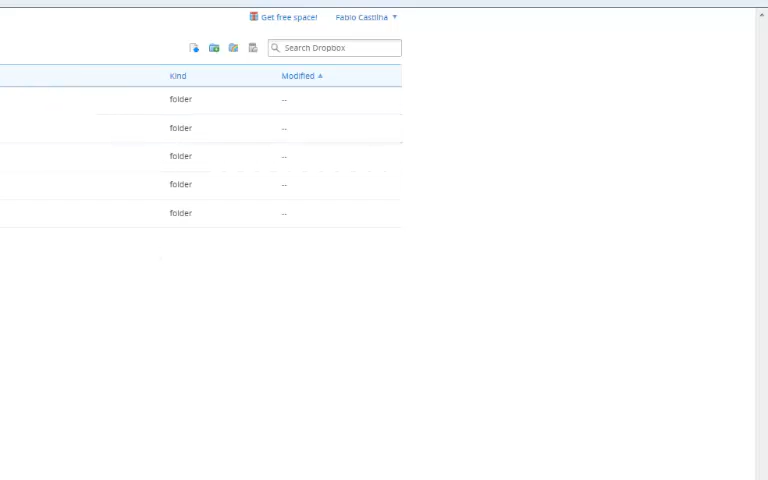 Get free space! Fabio Castilha
Search Dropbox
Kind Modified
folder --
folder --
folder --
folder --
folder --